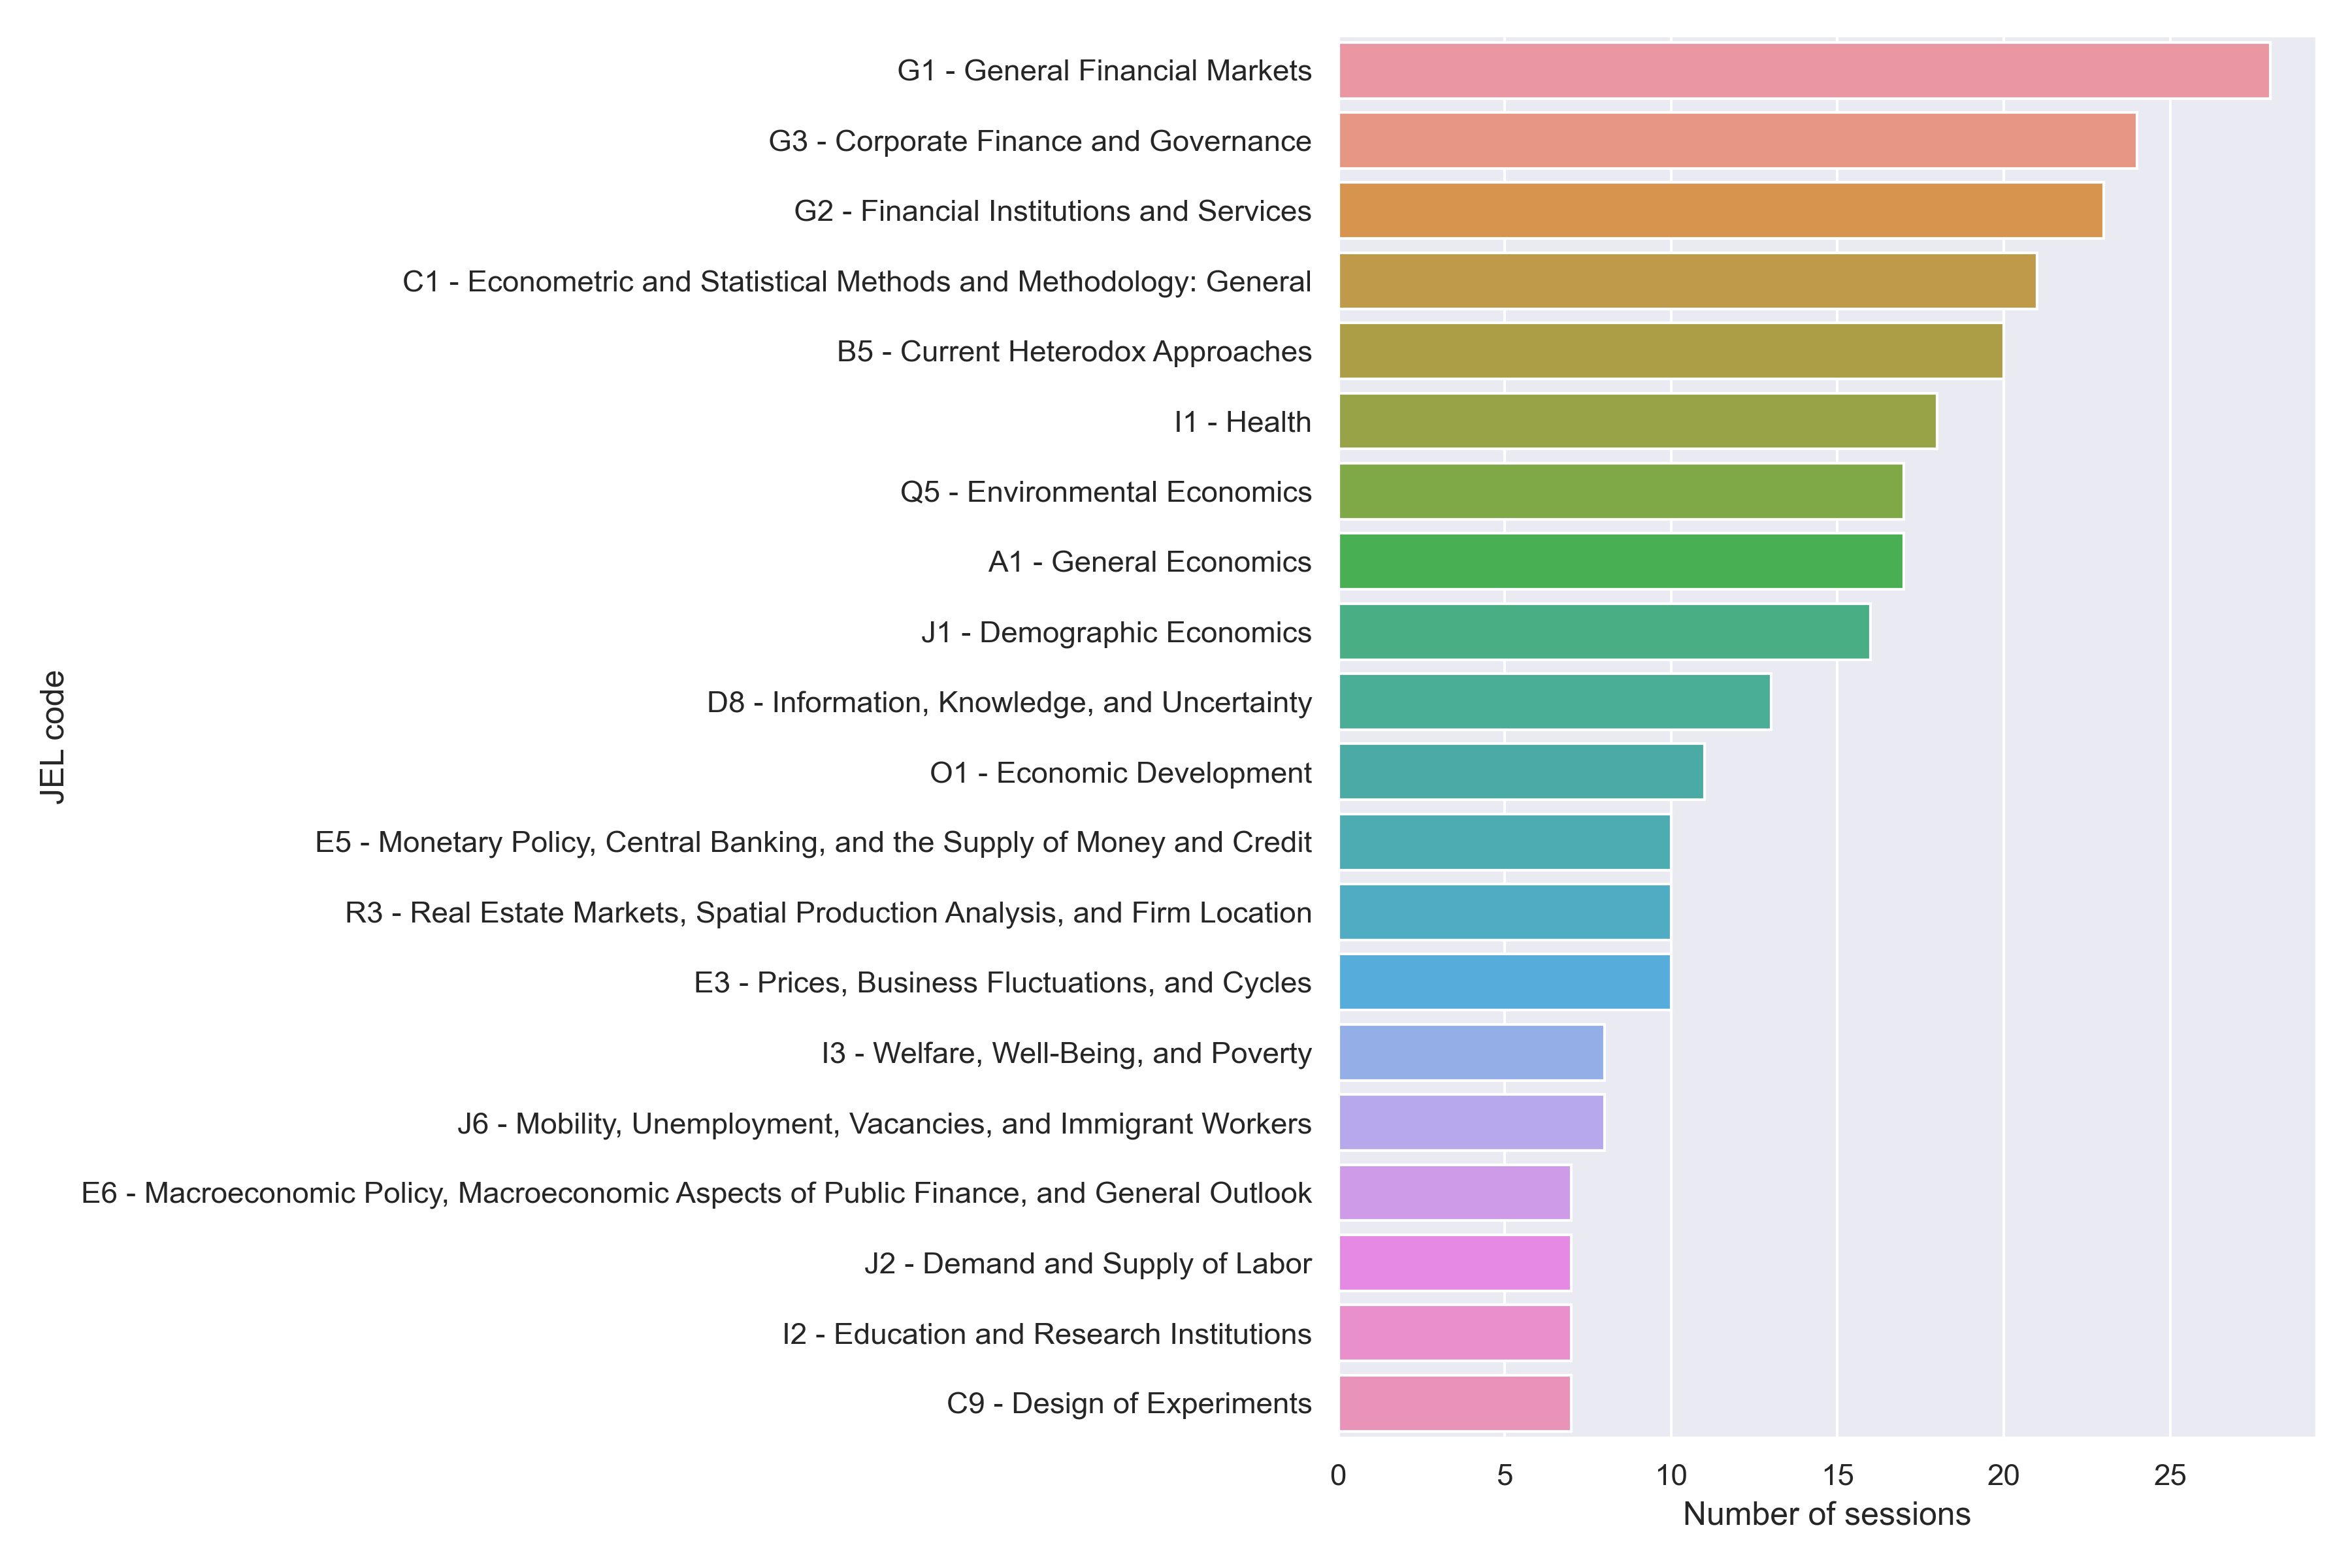 G1 - General Financial Markets
G3 - Corporate Finance and Governance
G2 - Financial Institutions and Services
C1 - Econometric and Statistical Methods and Methodology: General
B5 - Current Heterodox Approaches
I1 - Health
Q5 - Environmental Economics
A1 - General Economics
J1 - Demographic Economics
D8 - Information, Knowledge, and Uncertainty
O1 - Economic Development
E5 - Monetary Policy, Central Banking, and the Supply of Money and Credit
R3 - Real Estate Markets, Spatial Production Analysis, and Firm Location
E3 - Prices, Business Fluctuations, and Cycles
I3 - Welfare, Well-Being, and Poverty
J6 - Mobility, Unemployment, Vacancies, and Immigrant Workers
E6 - Macroeconomic Policy, Macroeconomic Aspects of Public Finance, and General Outlook
J2 - Demand and Supply of Labor
I2 - Education and Research Institutions
C9 - Design of Experiments
JEL code
0 5 10 15 20 25
Number of sessions